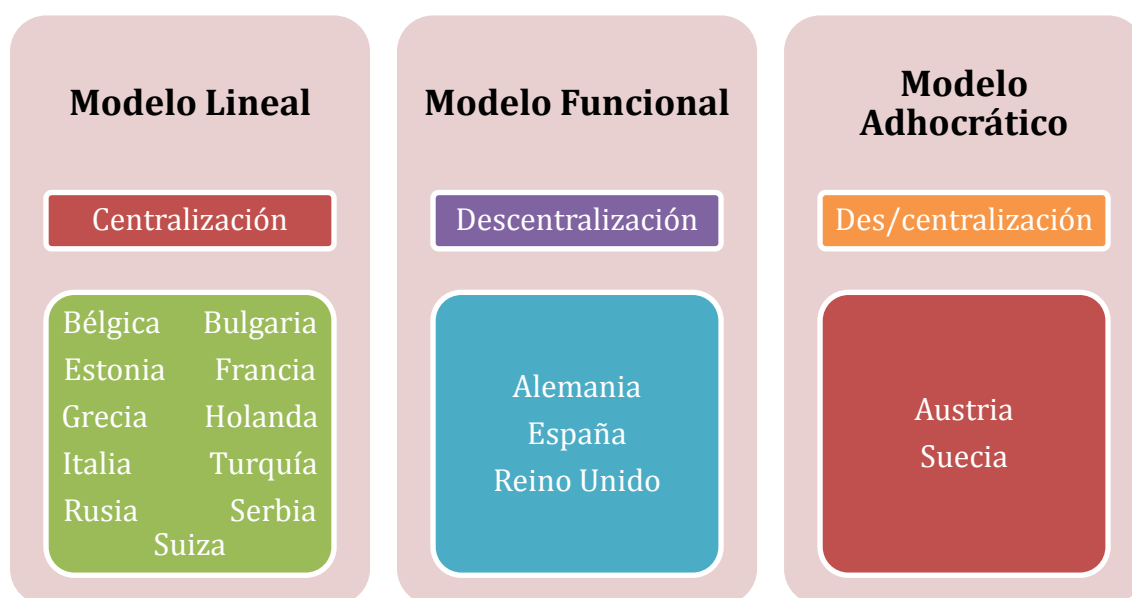 Modelo Lineal
Centralización
Bélgica Bulgaria
Estonia Francia
Grecia Holanda
Italia Turquía
Rusia Serbia
Suiza
Modelo Funcional
Descentralización
Alemania
España
Reino Unido
Modelo
Adhocrático
Des/centralización
Austria
Suecia